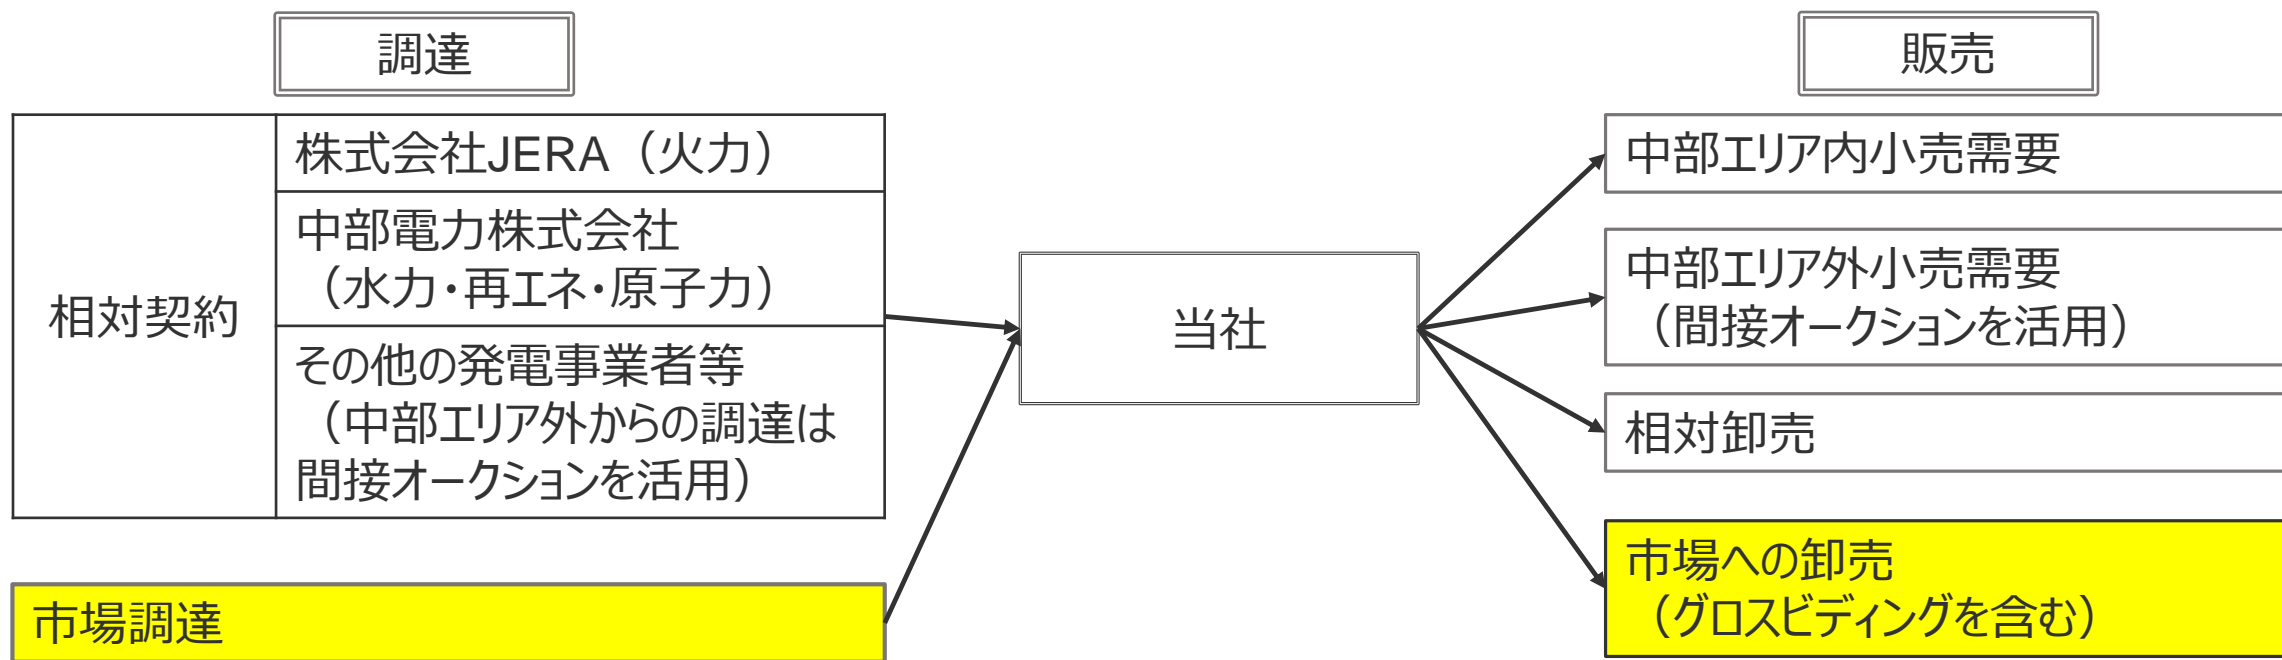 調達
販売
相対契約
株式会社JERA（火力）
中部電力株式会社
（水力・再エネ・原子力）
その他の発電事業者等
（中部エリア外からの調達は
間接オークションを活用）
市場調達
当社
中部エリア内小売需要
中部エリア外小売需要
（間接オークションを活用）
相対卸売
市場への卸売
（グロスビディングを含む）